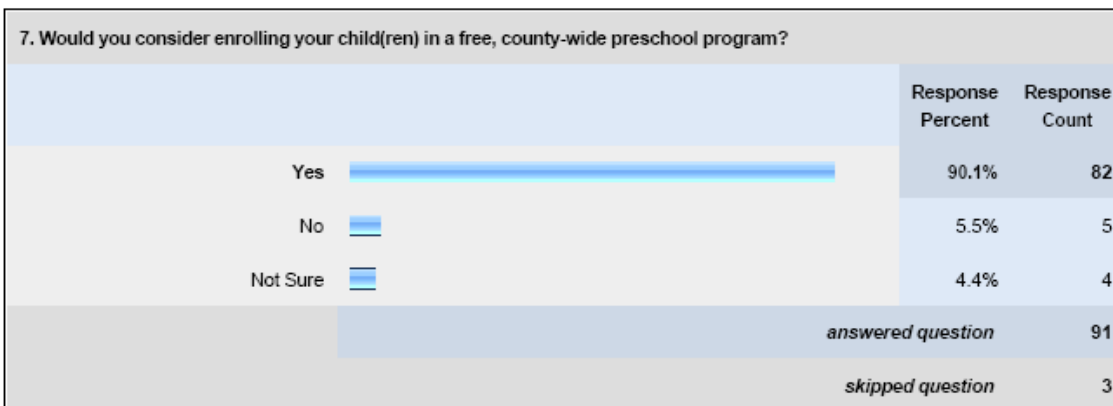 7. Would you consider enrolling your child(ren) in a free, county-wide preschool program?
Response Percent Response Count
Yes 90.1% 82
No 5.5% 5
Not Sure 4.4% 4
answered question 91
skipped question 3